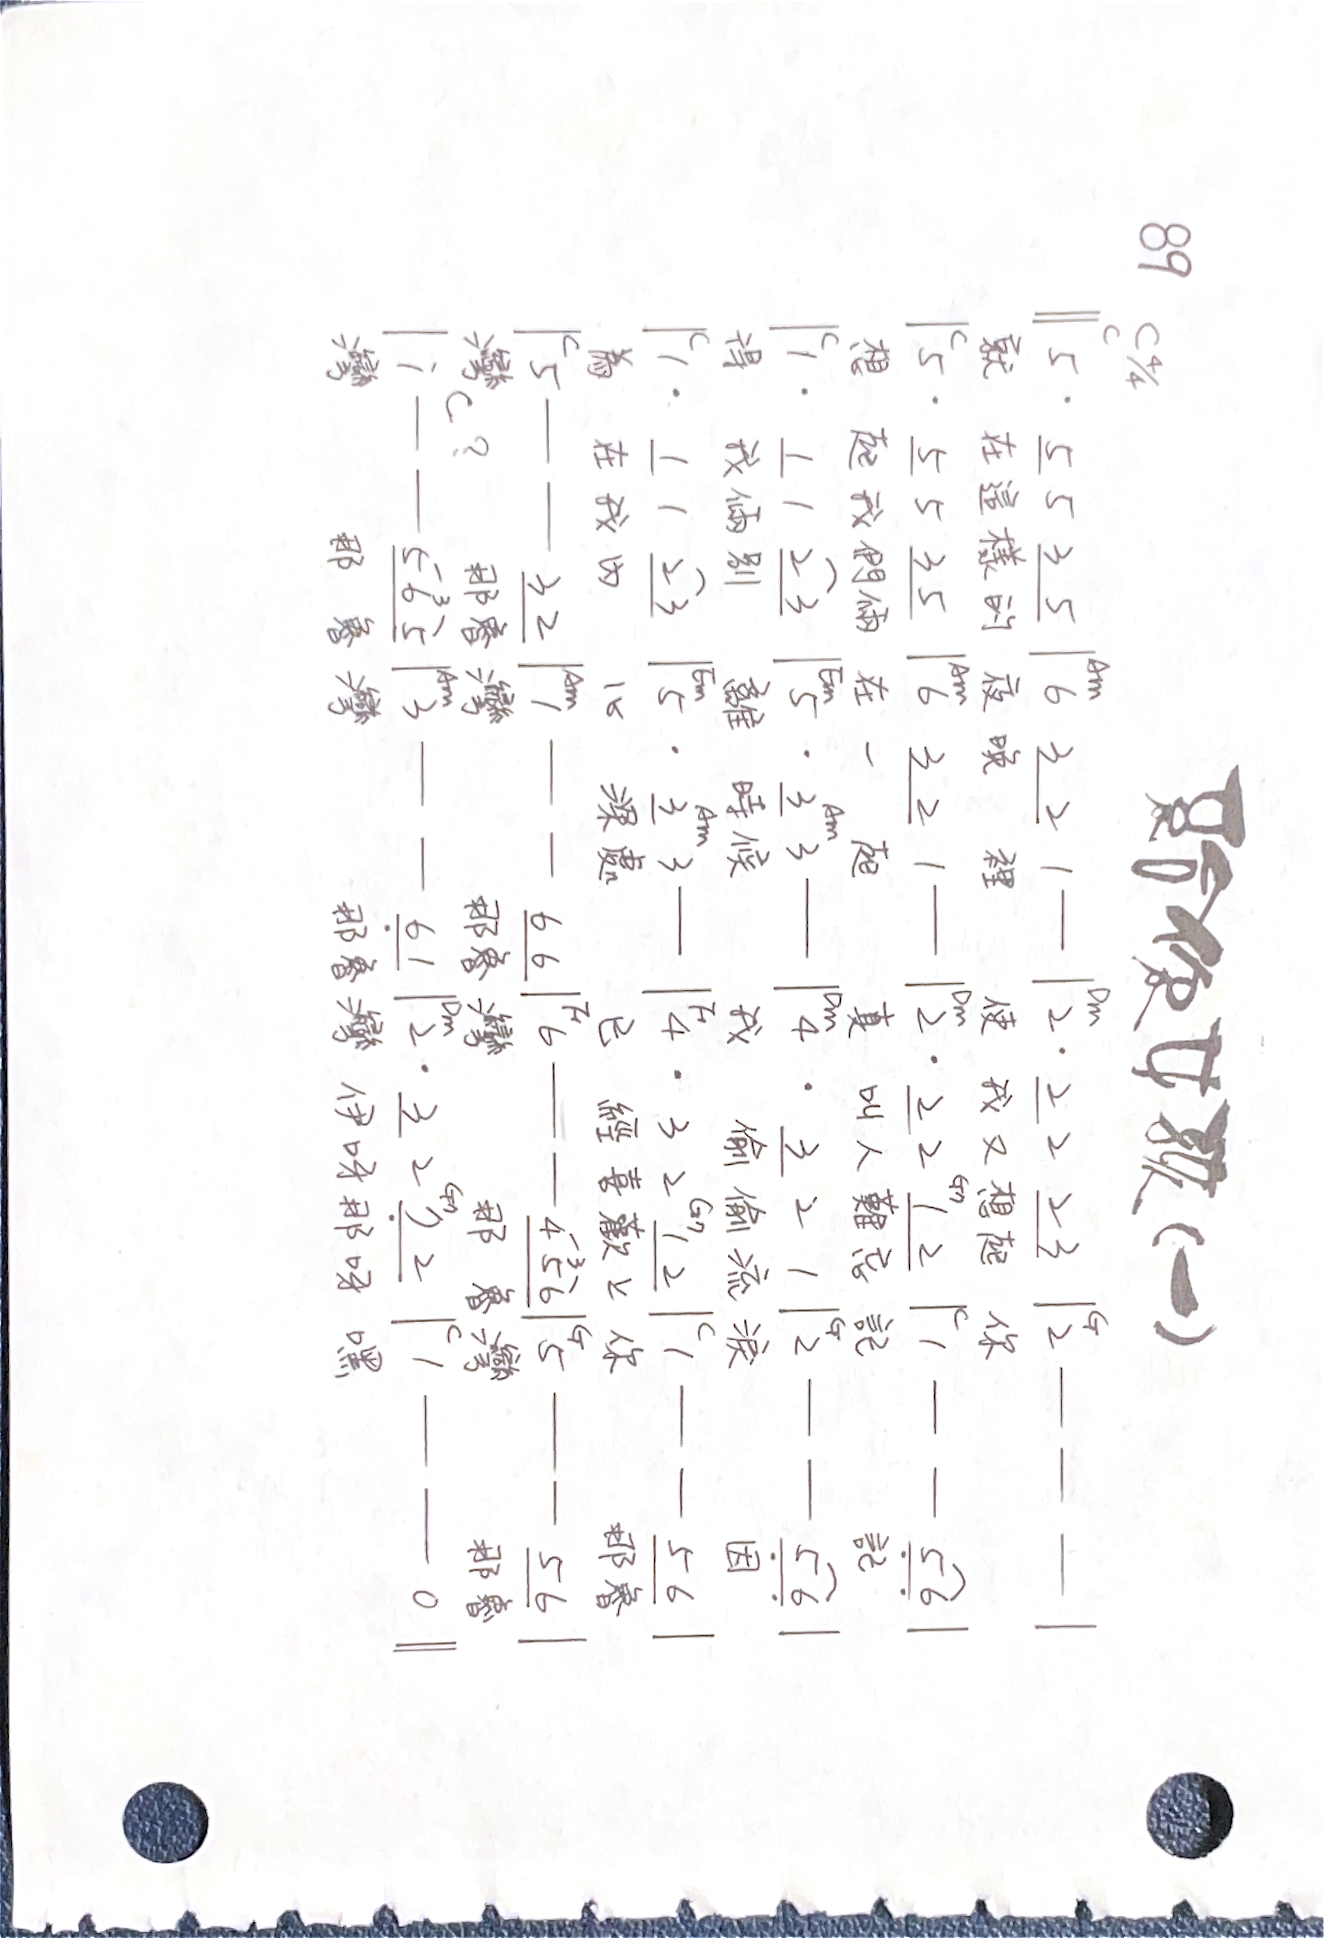 給你女孩(一)
89
C 4/4
C Am Dm G
‖ 5 · 5 5 3 5 | 6 3 2 1 — | 2 · 2 2 2 3 | 2 — — — |
就 在這樣的 夜晚 裡 使 我又想起 你
C Am Dm G7 C
| 5 · 5 5 3 5 | 6 3 2 1 — | 2 · 2 2 1 2 | 1 — — 5̣ 6̣ |
想 起我們倆 在一 起 真 叫人難忘 記 記
C Em Am Dm G
| 1 · 1 1 2 3 | 5 · 3 3 — | 4 · 3 2 1 | 2 — — 5̣ 6̣ |
得 我倆別 離 時候 我 偷偷流 淚 因
C Em Am F G7 C
| 1 · 1 1 2 3 | 5 · 3 3 — | 4 · 3 2 1 2 | 1 — — 5 6 |
為 在我內 心 深處 已 經喜歡上 你 那魯
C Am F 3 G
| 5 — — 3 2 | 1 — — 6 6 | 6 — — 4 5 6 | 5 — — 5 6 |
灣 那魯 灣 那魯 灣 那 魯 灣 那魯
C ? 3 Am Dm G7 C
| i — — 5 6 5 | 3 — — 6̣ 1 | 2 · 3 2 7̣ 2 | 1 — — 0 ‖
灣 那 魯 灣 那魯 灣 伊呀那呀 嘿